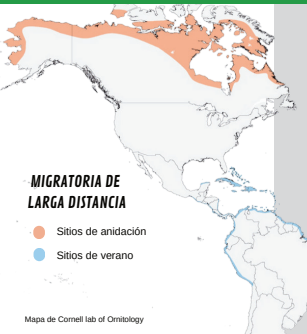 MIGRATORIA DE
LARGA DISTANCIA
Sitios de anidación
Sitios de verano
Mapa de Cornell lab of Ornitology